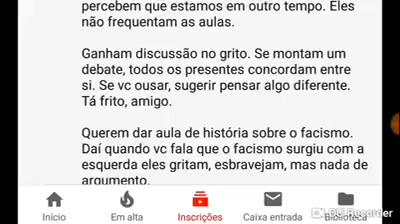 percebem que estamos em outro tempo. Eles
não frequentam as aulas.
Ganham discussão no grito. Se montam um
debate, todos os presentes concordam entre
si. Se vc ousar, sugerir pensar algo diferente.
Tá frito, amigo.
Querem dar aula de história sobre o facismo.
Daí quando vc fala que o facismo surgiu com a
esquerda eles gritam, esbravejam, mas nada de
argumento.
Início
Em alta
Inscrições
Caixa entrada
Biblioteca
DU Recorder